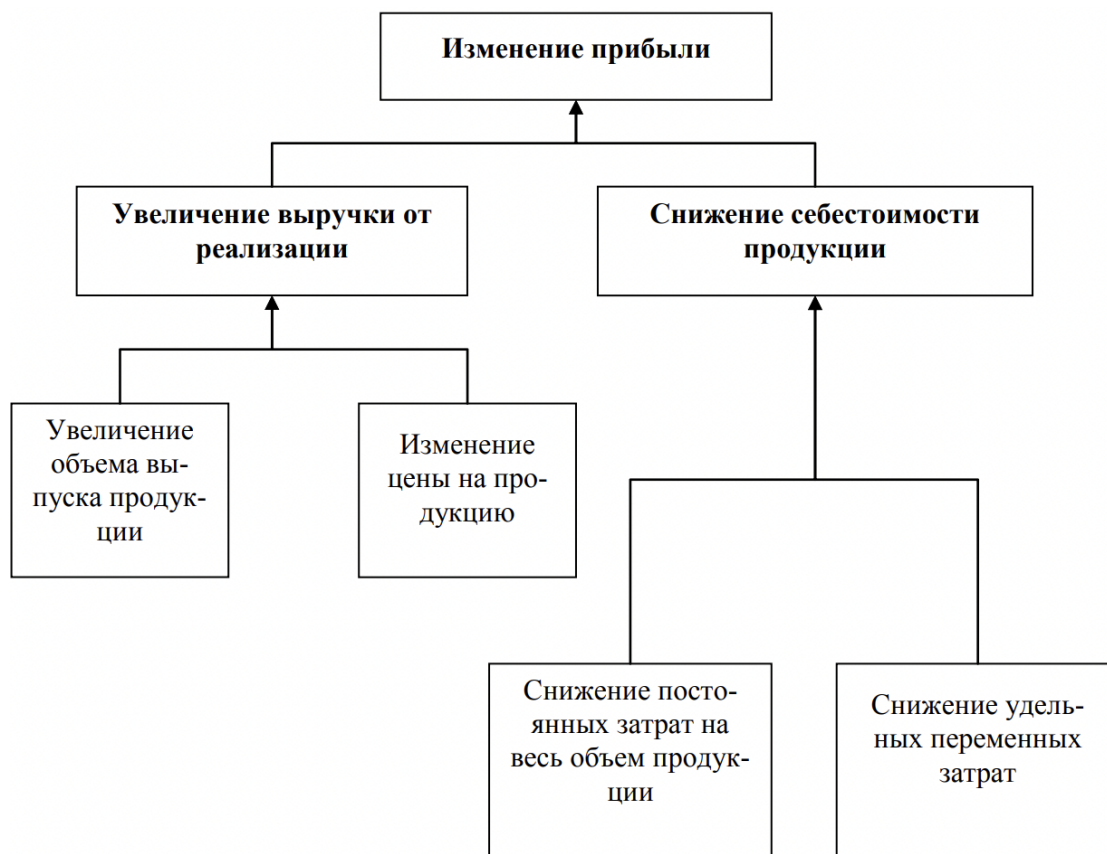 Изменение прибыли
Увеличение выручки от
реализации
Снижение себестоимости
продукции
Увеличение
объема вы-
пуска продук-
ции
Изменение
цены на про-
дукцию
Снижение посто-
янных затрат на
весь объем продук-
ции
Снижение удель-
ных переменных
затрат